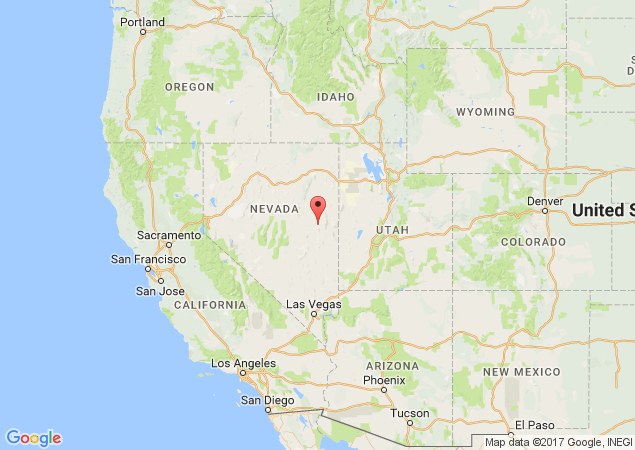 Portland
OREGON
IDAHO
WYOMING
NEVADA
Denver
United S
UTAH
Sacramento
COLORADO
San Francisco
San Jose
CALIFORNIA
Las Vegas
Los Angeles
ARIZONA
NEW MEXICO
Phoenix
San Diego
Tucson
El Paso
Google
Map data ©2017 Google, INEGI